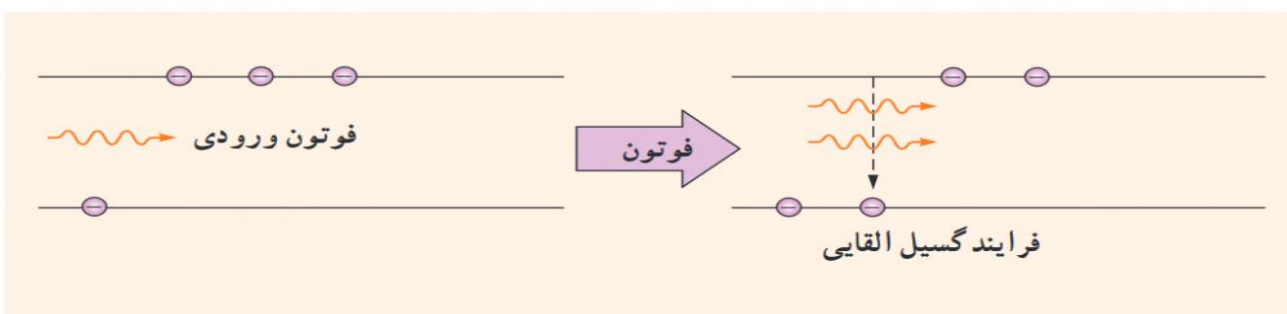 فوتون ورودی
فوتون
فرایند گسیل القایی